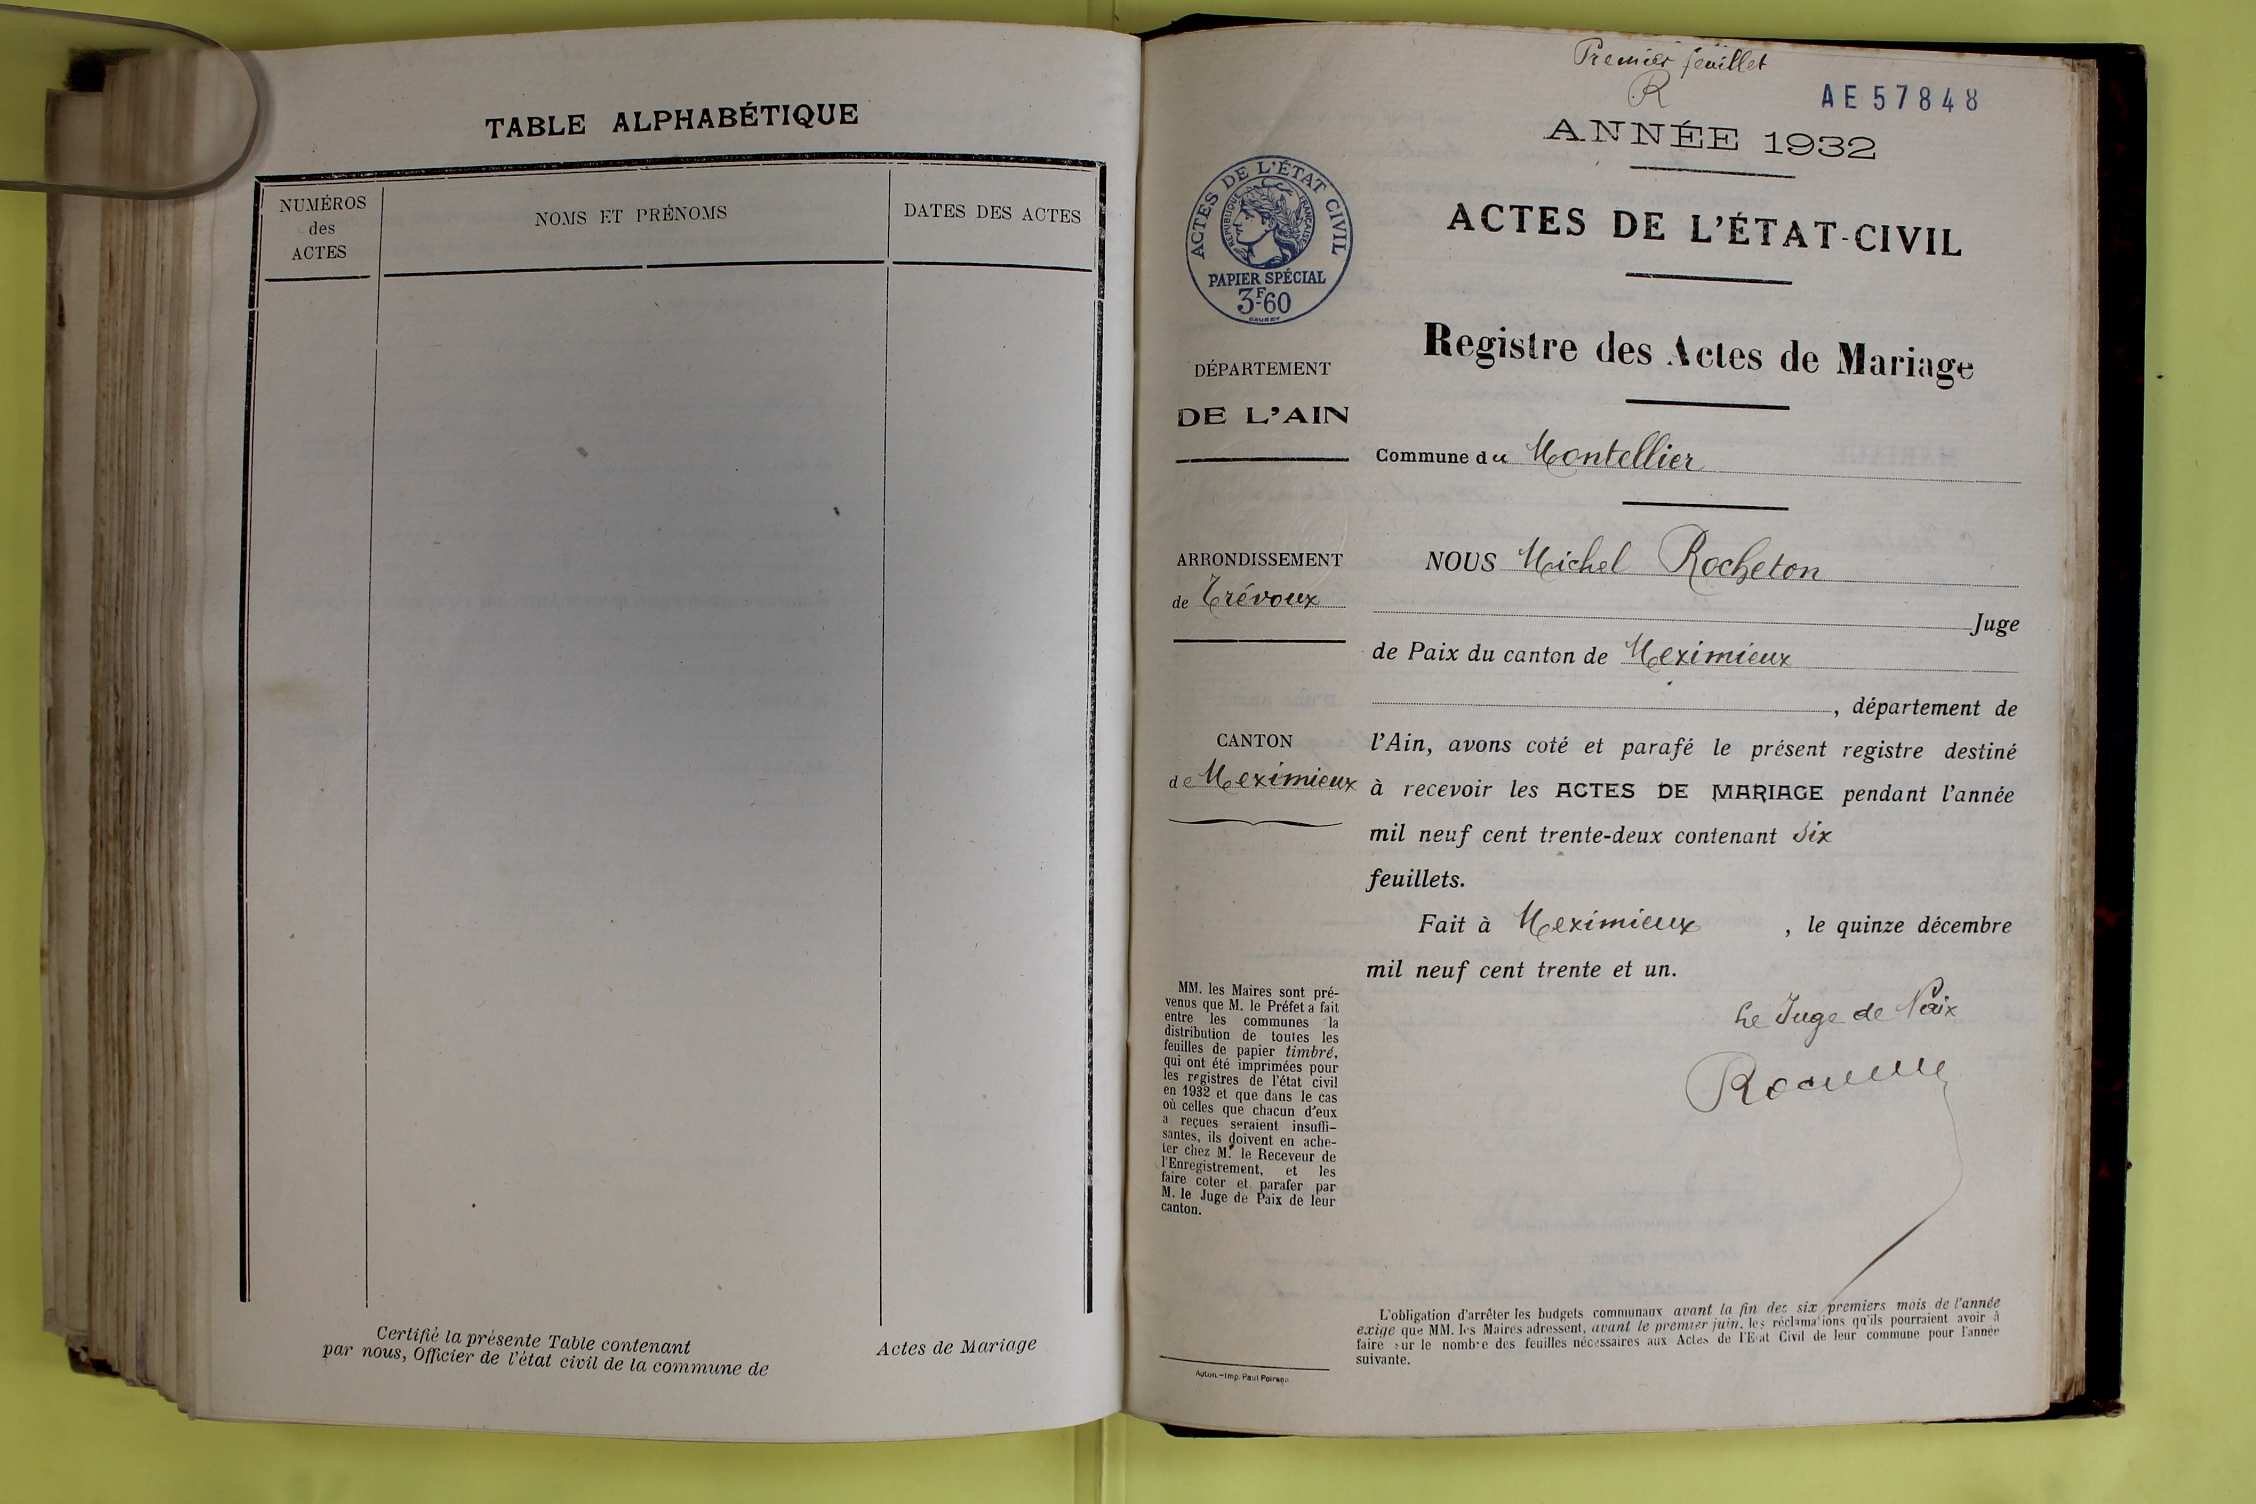 TABLE ALPHABÉTIQUE
NUMÉROS
des
ACTES
NOMS ET PRÉNOMS
DATES DES ACTES
Certifié la présente Table contenant
Actes de Mariage
par nous, Officier de l'état civil de la commune de
Premier feuillet
R
AE57848
ANNÉE 1932
ACTES DE L'ÉTAT CIVIL
RÉPUBLIQUE FRANÇAISE
PAPIER SPÉCIAL
3F60
ACTES DE L'ÉTAT-CIVIL
Registre des Actes de Mariage
DÉPARTEMENT
DE L'AIN
Commune du Montellier
ARRONDISSEMENT
de Trévoux
NOUS Michel Rocheton
Juge
de Paix du canton de Meximieux
, département de
CANTON
de Meximieux
l'Ain, avons coté et parafé le présent registre destiné
à recevoir les ACTES DE MARIAGE pendant l'année
mil neuf cent trente-deux contenant Six
feuillets.
Fait à Meximieux , le quinze décembre
mil neuf cent trente et un.
Le Juge de Paix
MM. les Maires sont pré-
venus que M. le Préfet a fait
entre les communes la
distribution de toutes les
feuilles de papier timbré,
qui ont été imprimées pour
les registres de l'état civil
en 1932 et que dans le cas
où celles que chacun d'eux
a reçues seraient insuffi-
santes, ils doivent en ache-
ter chez M. le Receveur de
l'Enregistrement, et les
faire coter et parafer par
M. le Juge de Paix de leur
canton.
L'obligation d'arrêter les budgets communaux avant la fin des six premiers mois de l'année
exige que MM. les Maires adressent, avant le premier juin, les réclamations qu'ils pourraient avoir à
faire sur le nombre des feuilles nécessaires aux Actes de l'Etat Civil de leur commune pour l'année
suivante.
Imp. Paul